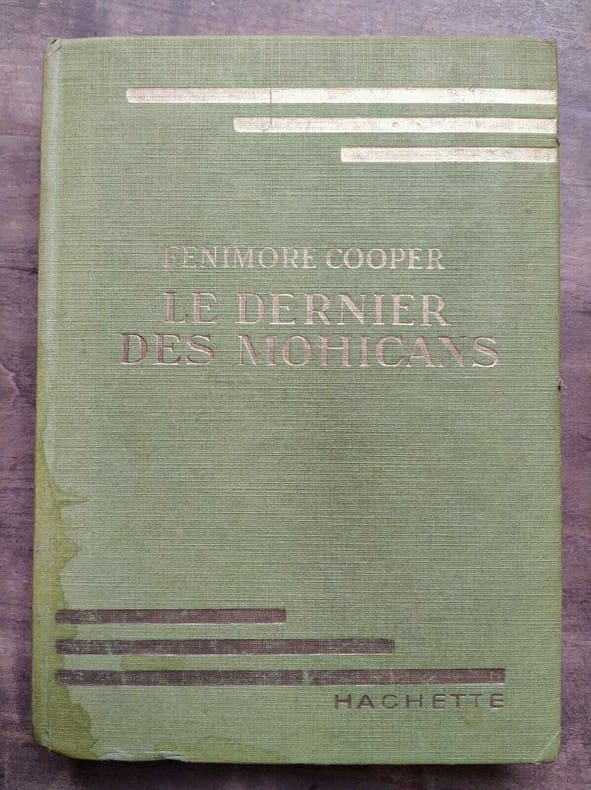 FENIMORE COOPER
LE DERNIER
DES MOHICANS
HACHETTE